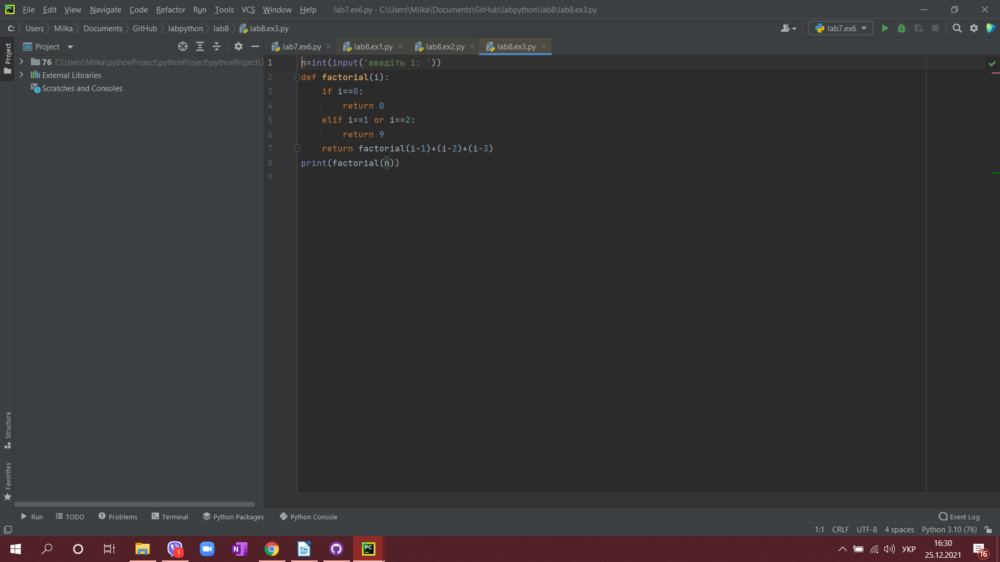 File Edit View Navigate Code Refactor Run Tools VCS Window Help lab7.ex6.py - C:\Users\Milka\Documents\GitHub\labpython\lab8\lab8.ex3.py
C: Users Milka Documents GitHub labpython lab8 lab8.ex3.py lab7.ex6
Project
Project lab7.ex6.py lab8.ex1.py lab8.ex2.py lab8.ex3.py
76 C:\Users\Milka\pythonProject\pythonProject\pythonProject\7
External Libraries
Scratches and Consoles
1 n=int(input('введіть і: '))
2 def factorial(i):
3 if i==0:
4 return 0
5 elif i==1 or i==2:
6 return 9
7 return factorial(i-1)+(i-2)+(i-3)
8 print(factorial(n))
9
Structure
Favorites
Run TODO Problems Terminal Python Packages Python Console Event Log
1:1 CRLF UTF-8 4 spaces Python 3.10 (76)
1 N PC УКР 16:30
25.12.2021 16